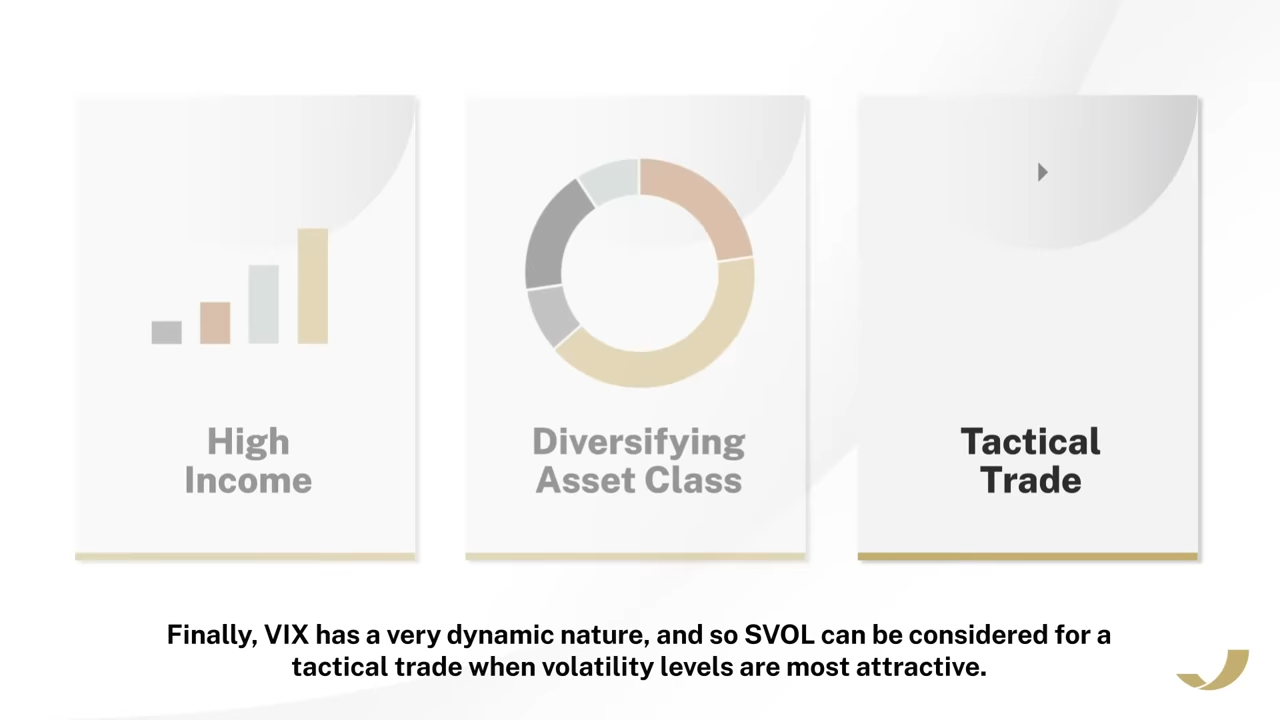 High
Income
Diversifying
Asset Class
Tactical
Trade
Finally, VIX has a very dynamic nature, and so SVOL can be considered for a
tactical trade when volatility levels are most attractive.